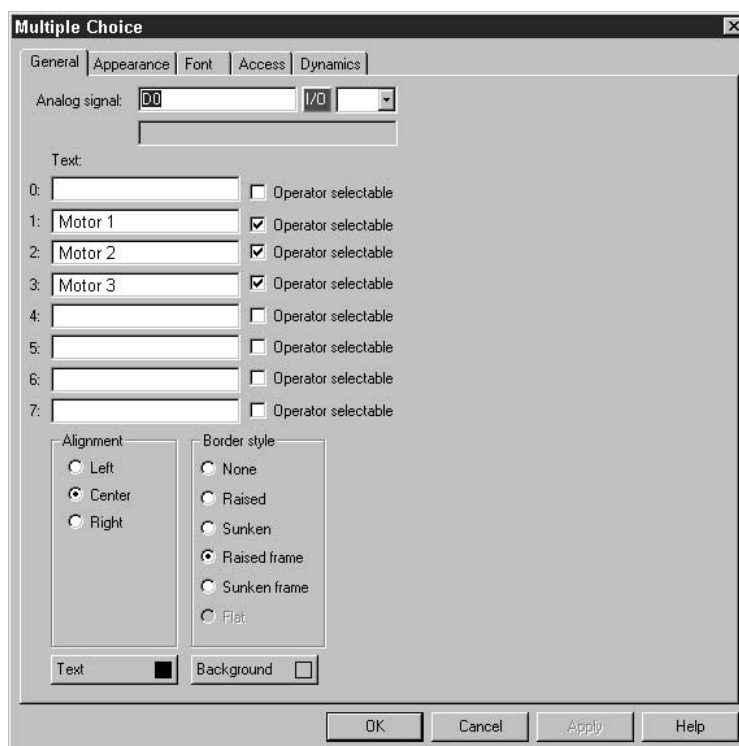 Multiple Choice
General Appearance Font Access Dynamics
Analog signal: D0 I/O
Text:
0: Operator selectable
1: Motor 1 Operator selectable
2: Motor 2 Operator selectable
3: Motor 3 Operator selectable
4: Operator selectable
5: Operator selectable
6: Operator selectable
7: Operator selectable
Alignment Border style
Left None
Center Raised
Right Sunken
Raised frame
Sunken frame
Flat
Text Background
OK Cancel Apply Help